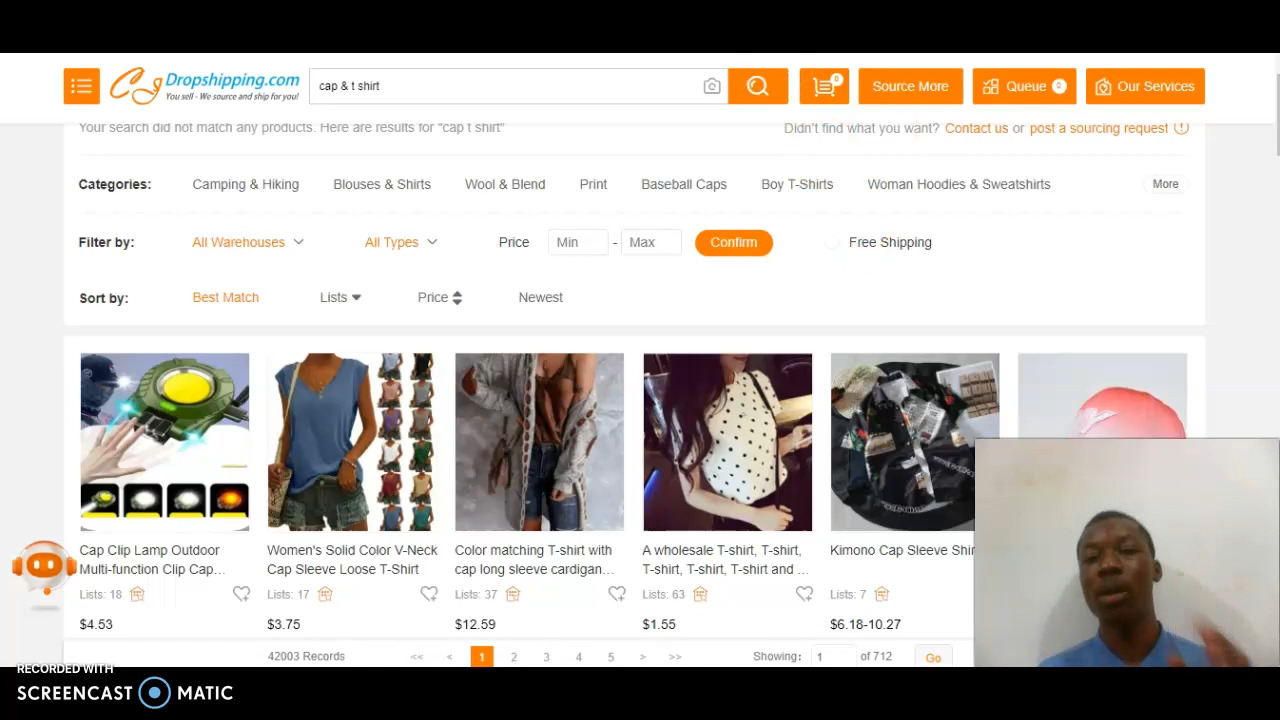 CJ Dropshipping.com
You sell - We source and ship for you!
cap & t shirt
0
Source More
Queue 0
Our Services
Your search did not match any products. Here are results for "cap t shirt"
Didn't find what you want? Contact us or post a sourcing request
Categories: Camping & Hiking Blouses & Shirts Wool & Blend Print Baseball Caps Boy T-Shirts Woman Hoodies & Sweatshirts More
Filter by: All Warehouses All Types Price Min - Max Confirm Free Shipping
Sort by: Best Match Lists Price Newest
Cap Clip Lamp Outdoor
Multi-function Clip Cap...
Lists: 18
$4.53
Women's Solid Color V-Neck
Cap Sleeve Loose T-Shirt
Lists: 17
$3.75
Color matching T-shirt with
cap long sleeve cardigan...
Lists: 37
$12.59
A wholesale T-shirt, T-shirt,
T-shirt, T-shirt, T-shirt and ...
Lists: 63
$1.55
Kimono Cap Sleeve Shir
Lists: 7
$6.18-10.27
42003 Records << < 1 2 3 4 5 > >> Showing: 1 of 712 Go
RECORDED WITH
SCREENCAST MATIC